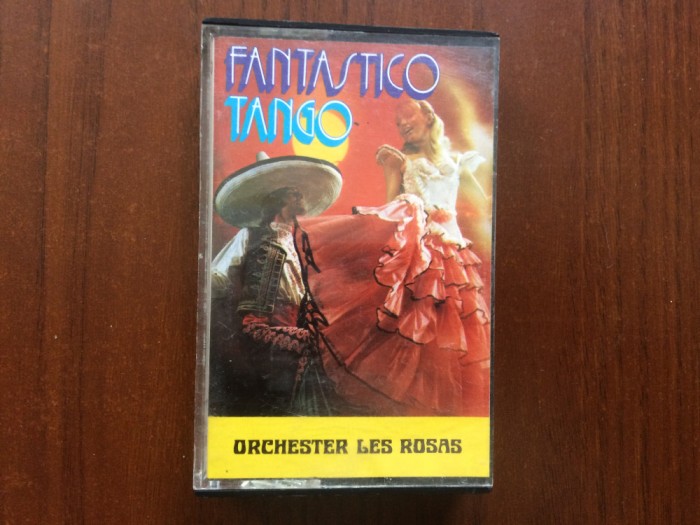 FANTASTICO
TANGO
ORCHESTER LES ROSAS